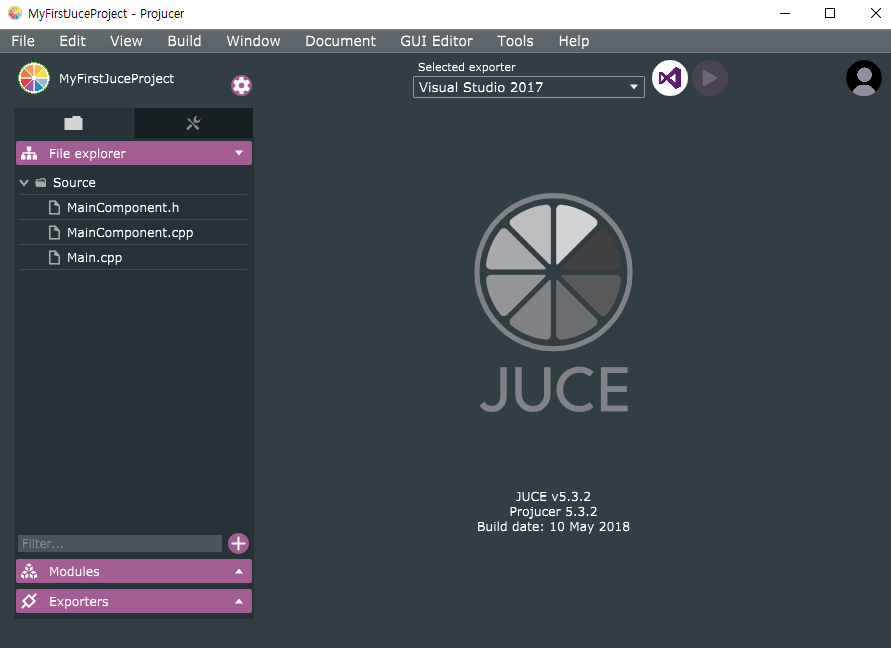 MyFirstJuceProject - Projucer
File Edit View Build Window Document GUI Editor Tools Help
MyFirstJuceProject
Selected exporter
Visual Studio 2017
File explorer
Source
MainComponent.h
MainComponent.cpp
Main.cpp
JUCE
JUCE v5.3.2
Projucer 5.3.2
Build date: 10 May 2018
Filter...
Modules
Exporters